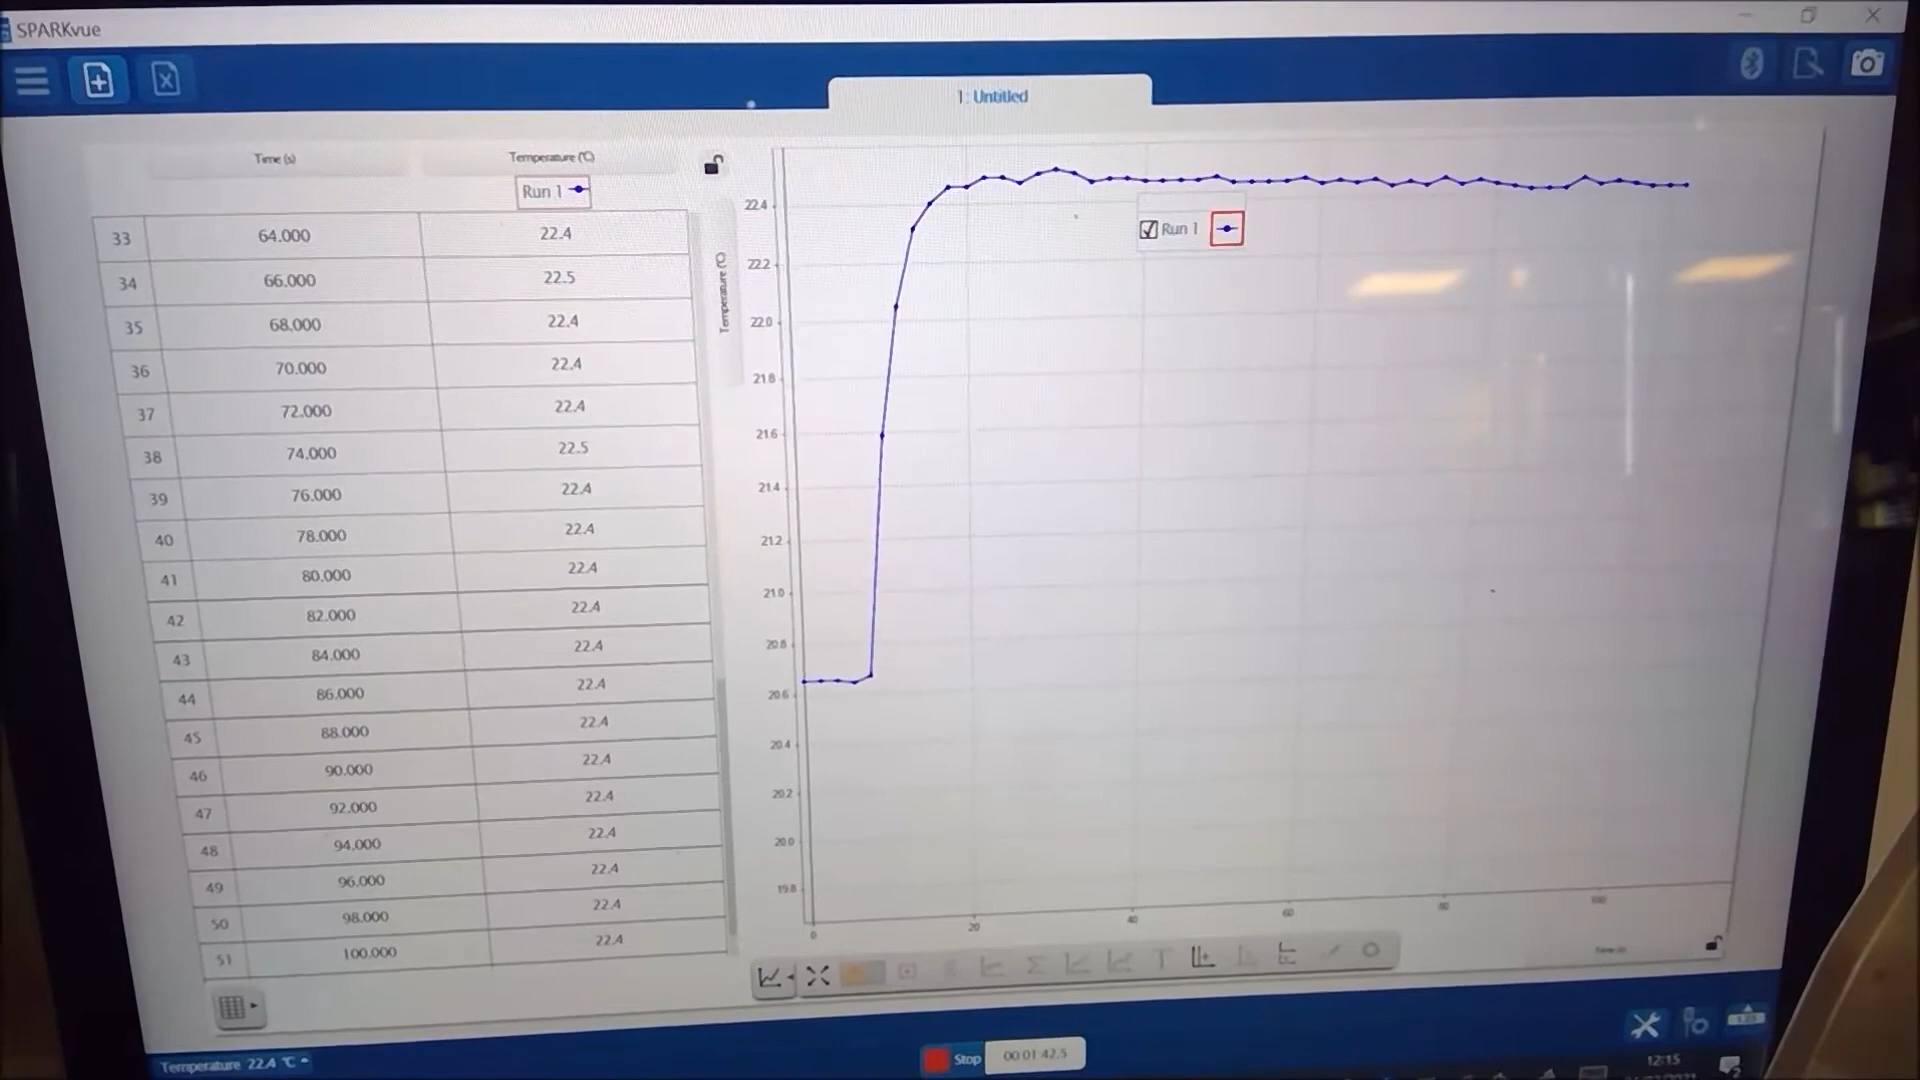 SPARKvue
1: Untitled
Time (s) Temperature (°C)
Run 1
33 64.000 22.4
34 66.000 22.5
35 68.000 22.4
36 70.000 22.4
37 72.000 22.4
38 74.000 22.5
39 76.000 22.4
40 78.000 22.4
41 80.000 22.4
42 82.000 22.4
43 84.000 22.4
44 86.000 22.4
45 88.000 22.4
46 90.000 22.4
47 92.000 22.4
48 94.000 22.4
49 96.000 22.4
50 98.000 22.4
51 100.000 22.4
Temperature (°C)
22.4
22.2
22.0
21.8
21.6
21.4
21.2
21.0
20.8
20.6
20.4
20.2
20.0
19.8
Run 1
0 20 40 60 80 100
Time (s)
Temperature 22.4 °C
Stop 00:01:42.5
12:15